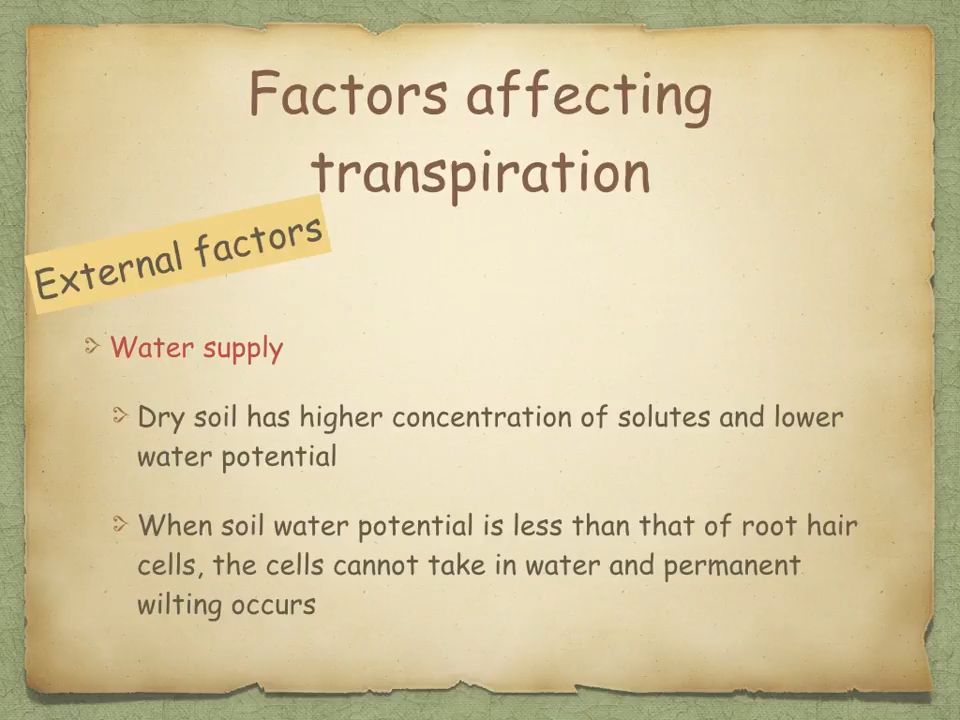 Factors affecting
transpiration
External factors
Water supply
Dry soil has higher concentration of solutes and lower
water potential
When soil water potential is less than that of root hair
cells, the cells cannot take in water and permanent
wilting occurs